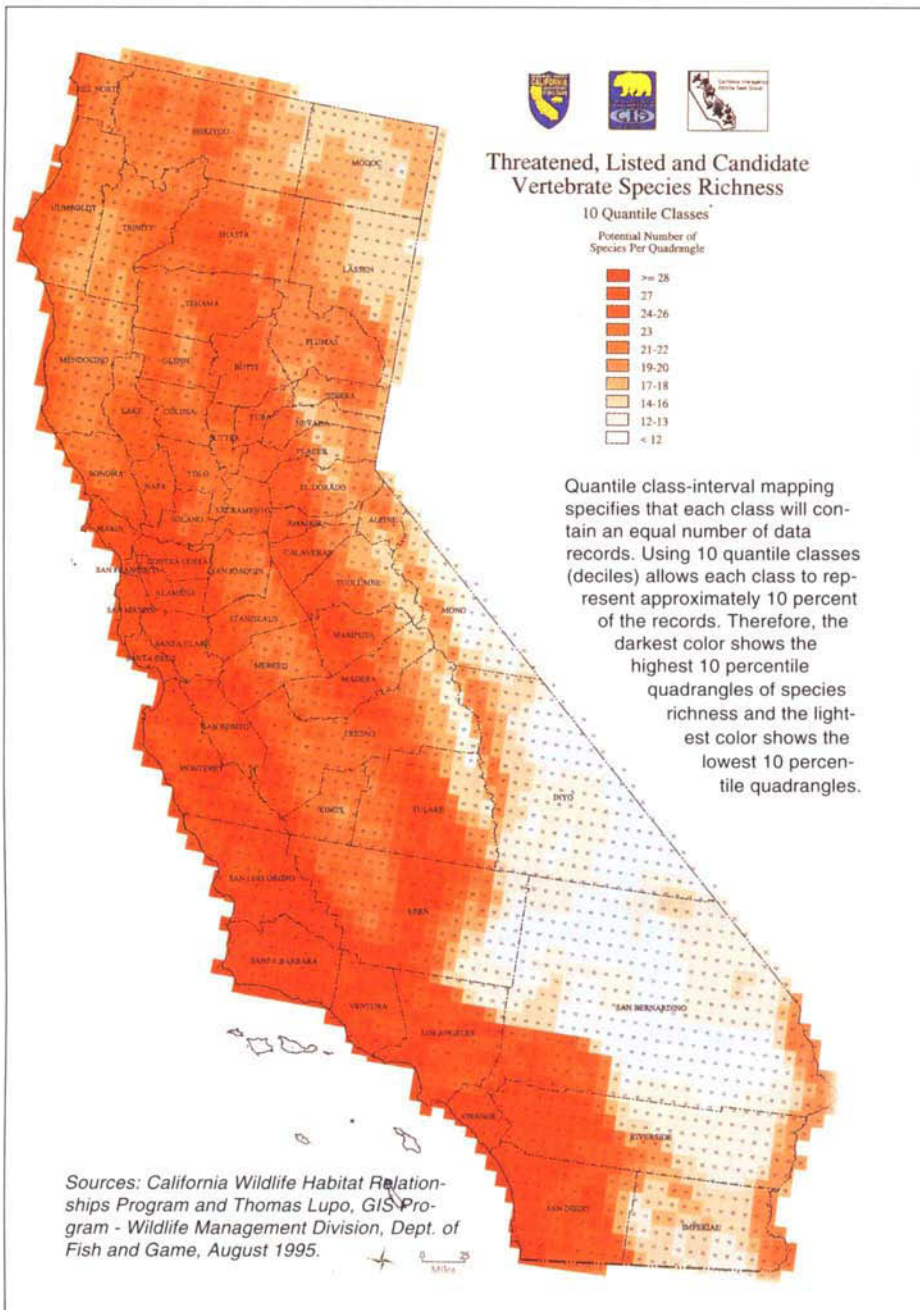 CALIFORNIA
GIS
Threatened, Listed and Candidate
Vertebrate Species Richness
10 Quantile Classes
Potential Number of
Species Per Quadrangle
>= 28
27
24-26
23
21-22
19-20
17-18
14-16
12-13
< 12
Quantile class-interval mapping
specifies that each class will con-
tain an equal number of data
records. Using 10 quantile classes
(deciles) allows each class to rep-
resent approximately 10 percent
of the records. Therefore, the
darkest color shows the
highest 10 percentile
quadrangles of species
richness and the light-
est color shows the
lowest 10 percen-
tile quadrangles.
DEL NORTE
SISKIYOU
MODOC
HUMBOLDT
TRINITY
SHASTA
LASSEN
TEHAMA
PLUMAS
MENDOCINO
GLENN
BUTTE
SIERRA
LAKE
COLUSA
YUBA
NEVADA
SUTTER
PLACER
SONOMA
NAPA
YOLO
EL DORADO
SOLANO
SACRAMENTO
AMADOR
ALPINE
MARIN
CALAVERAS
CONTRA COSTA
SAN FRANCISCO
SAN JOAQUIN
TUOLUMNE
MONO
ALAMEDA
SAN MATEO
STANISLAUS
MARIPOSA
SANTA CLARA
SANTA CRUZ
MERCED
MADERA
SAN BENITO
FRESNO
MONTEREY
INYO
KINGS
TULARE
SAN LUIS OBISPO
KERN
SANTA BARBARA
SAN BERNARDINO
VENTURA
LOS ANGELES
ORANGE
RIVERSIDE
SAN DIEGO
IMPERIAL
Sources: California Wildlife Habitat Relation-
ships Program and Thomas Lupo, GIS Pro-
gram - Wildlife Management Division, Dept. of
Fish and Game, August 1995.
0 25
Miles